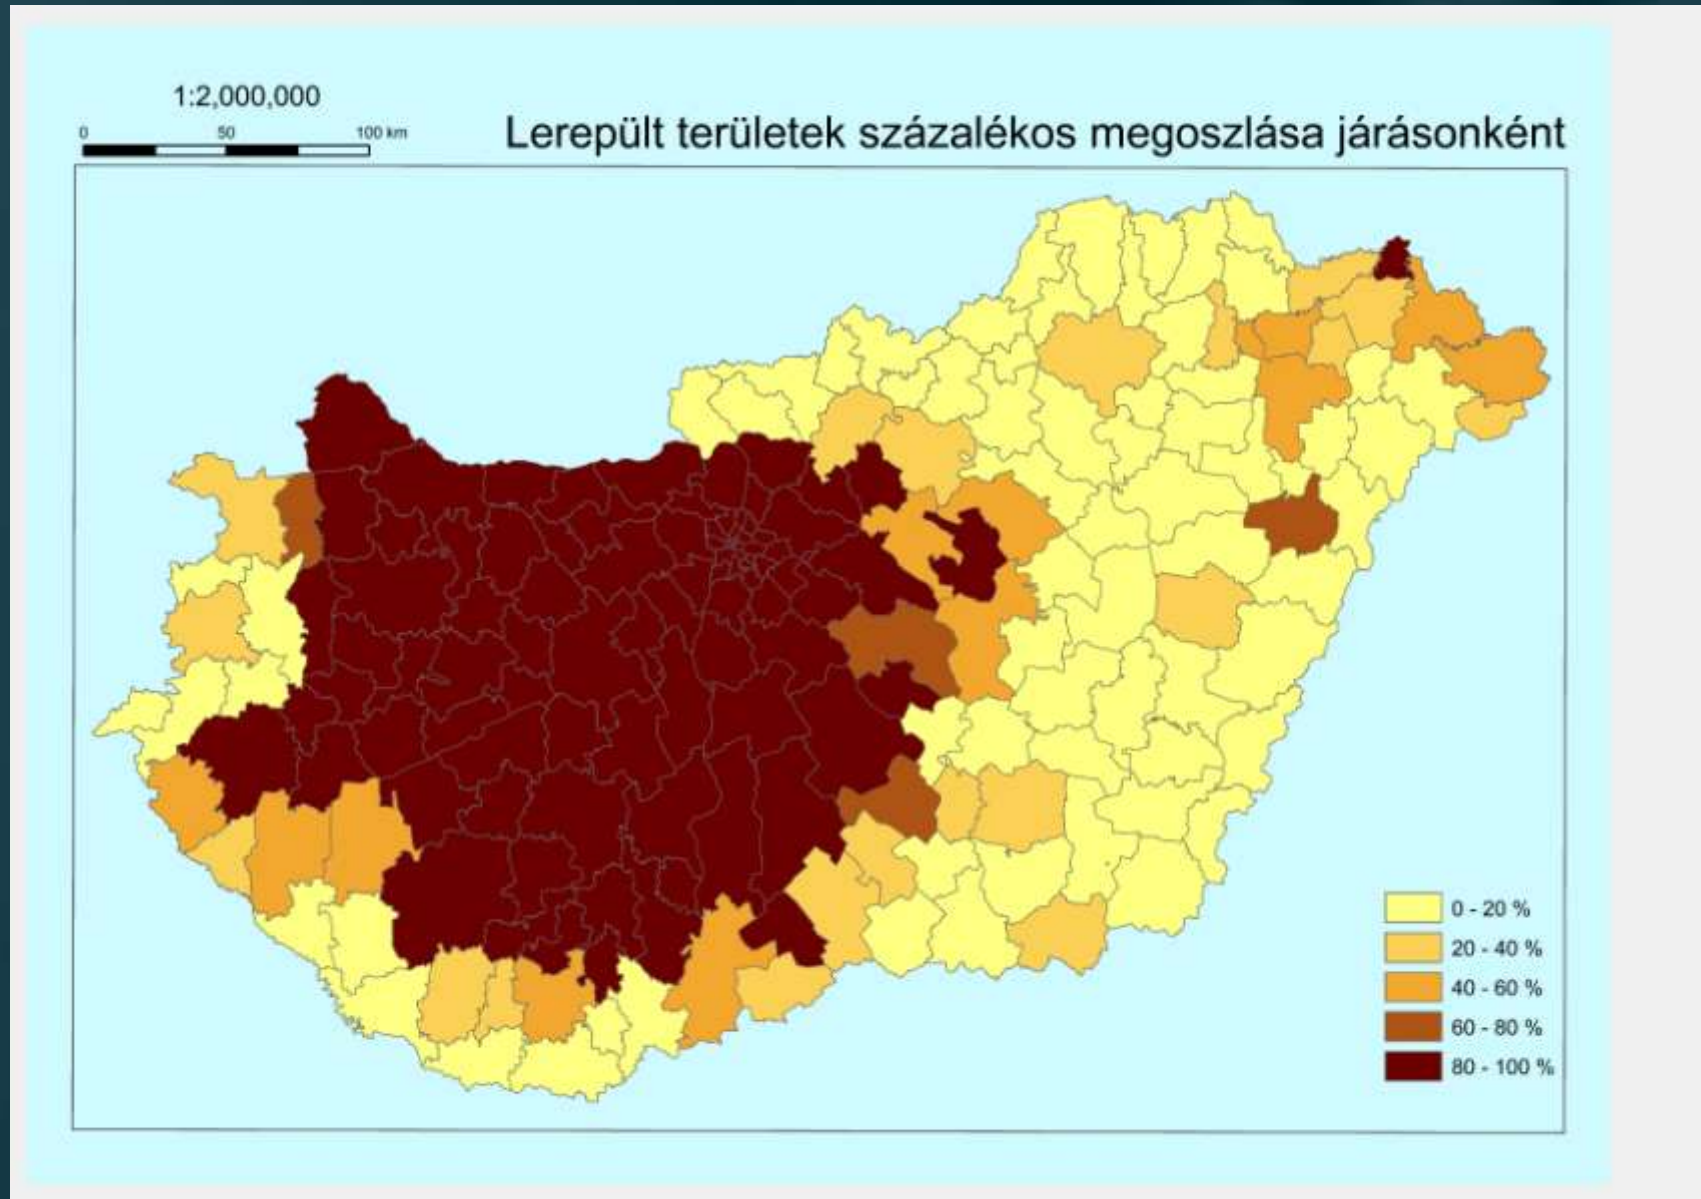 1:2,000,000
0 50 100 km
Lerepült területek százalékos megoszlása járásonként
0 - 20 %
20 - 40 %
40 - 60 %
60 - 80 %
80 - 100 %